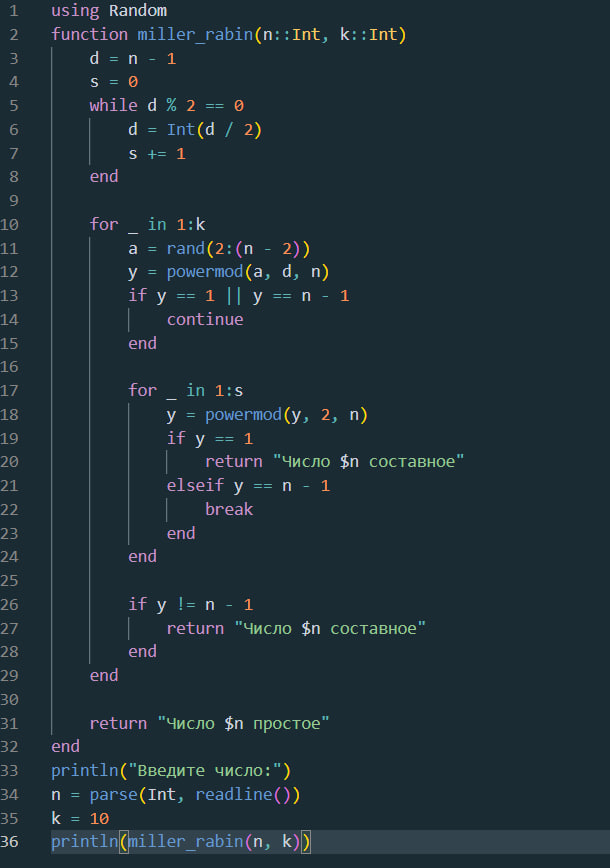 1 using Random
2 function miller_rabin(n::Int, k::Int)
3     d = n - 1
4     s = 0
5     while d % 2 == 0
6         d = Int(d / 2)
7         s += 1
8     end
9
10     for _ in 1:k
11         a = rand(2:(n - 2))
12         y = powermod(a, d, n)
13         if y == 1 || y == n - 1
14             continue
15         end
16
17         for _ in 1:s
18             y = powermod(y, 2, n)
19             if y == 1
20                 return "Число $n составное"
21             elseif y == n - 1
22                 break
23             end
24         end
25
26         if y != n - 1
27             return "Число $n составное"
28         end
29     end
30
31     return "Число $n простое"
32 end
33 println("Введите число:")
34 n = parse(Int, readline())
35 k = 10
36 println(miller_rabin(n, k))